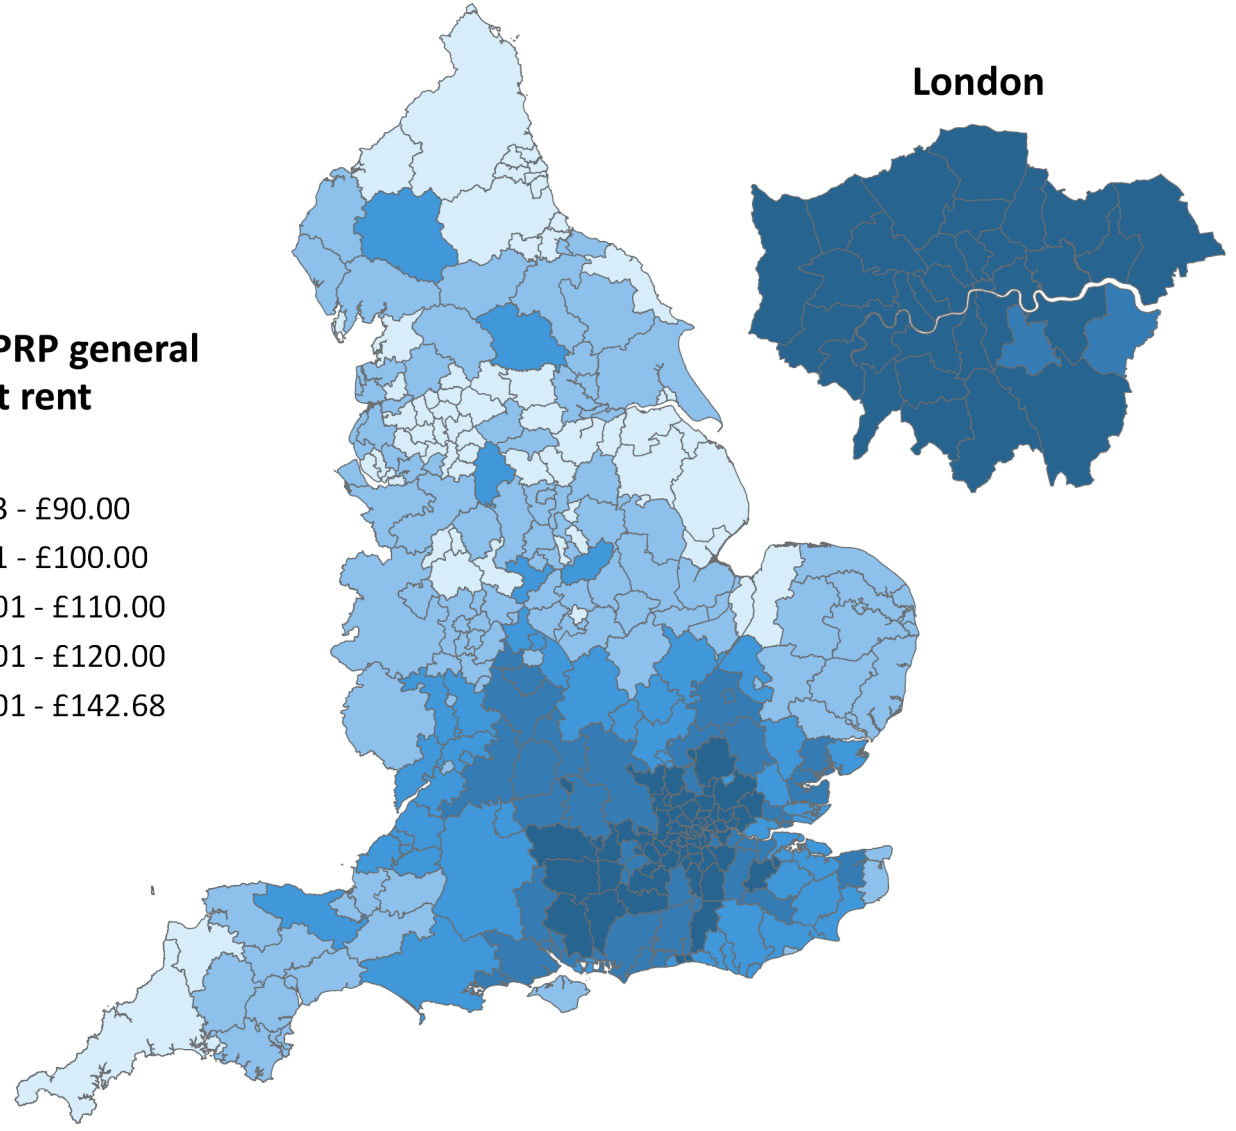 London
PRP general
t rent
3 - £90.00
1 - £100.00
01 - £110.00
01 - £120.00
01 - £142.68